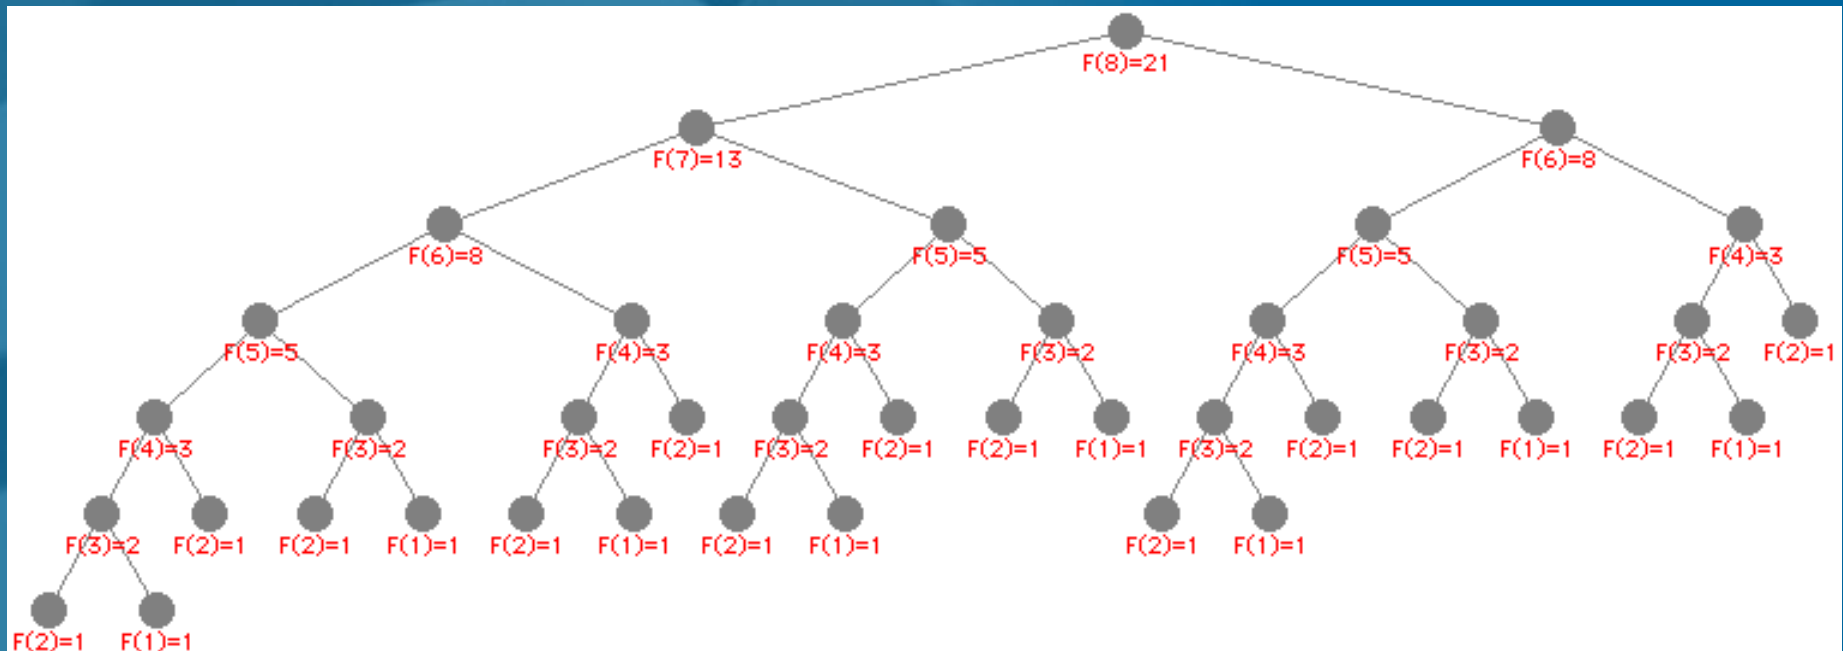 F(8)=21
F(7)=13 F(6)=8
F(6)=8 F(5)=5 F(5)=5 F(4)=3
F(5)=5 F(4)=3 F(4)=3 F(3)=2 F(4)=3 F(3)=2 F(3)=2 F(2)=1
F(4)=3 F(3)=2 F(3)=2 F(2)=1 F(3)=2 F(2)=1 F(2)=1 F(1)=1 F(3)=2 F(2)=1 F(2)=1 F(1)=1 F(2)=1 F(1)=1
F(3)=2 F(2)=1 F(2)=1 F(1)=1 F(2)=1 F(1)=1 F(2)=1 F(1)=1 F(2)=1 F(1)=1
F(2)=1 F(1)=1